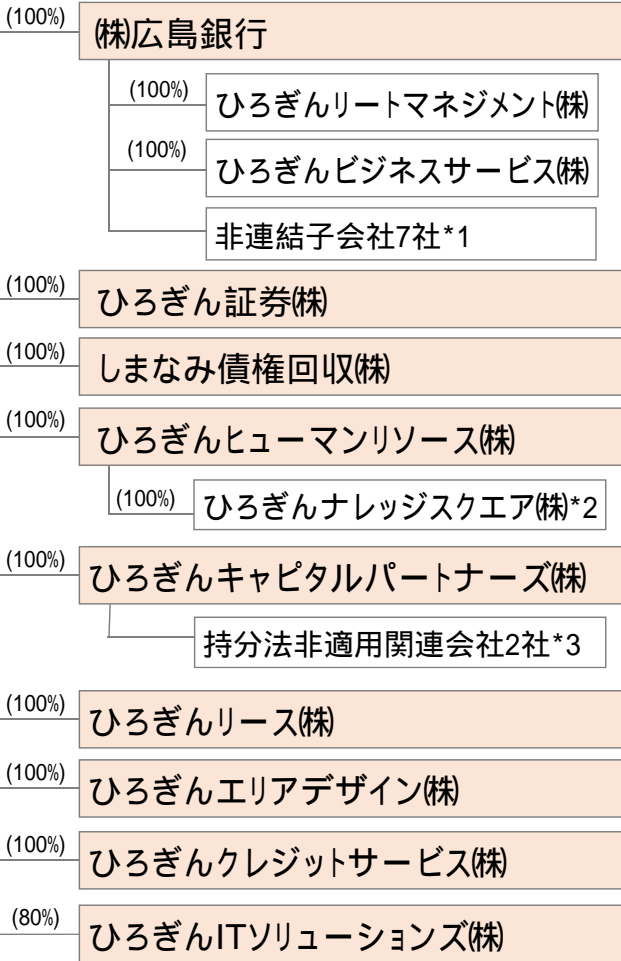 (100%)
㈱広島銀行
(100%)
ひろぎんリートマネジメント㈱
(100%)
ひろぎんビジネスサービス㈱
非連結子会社7社*1
(100%)
ひろぎん証券㈱
(100%)
しまなみ債権回収㈱
(100%)
ひろぎんヒューマンリソース㈱
(100%)
ひろぎんナレッジスクエア㈱*2
(100%)
ひろぎんキャピタルパートナーズ㈱
持分法非適用関連会社2社*3
(100%)
ひろぎんリース㈱
(100%)
ひろぎんエリアデザイン㈱
(100%)
ひろぎんクレジットサービス㈱
(80%)
ひろぎんITソリューションズ㈱